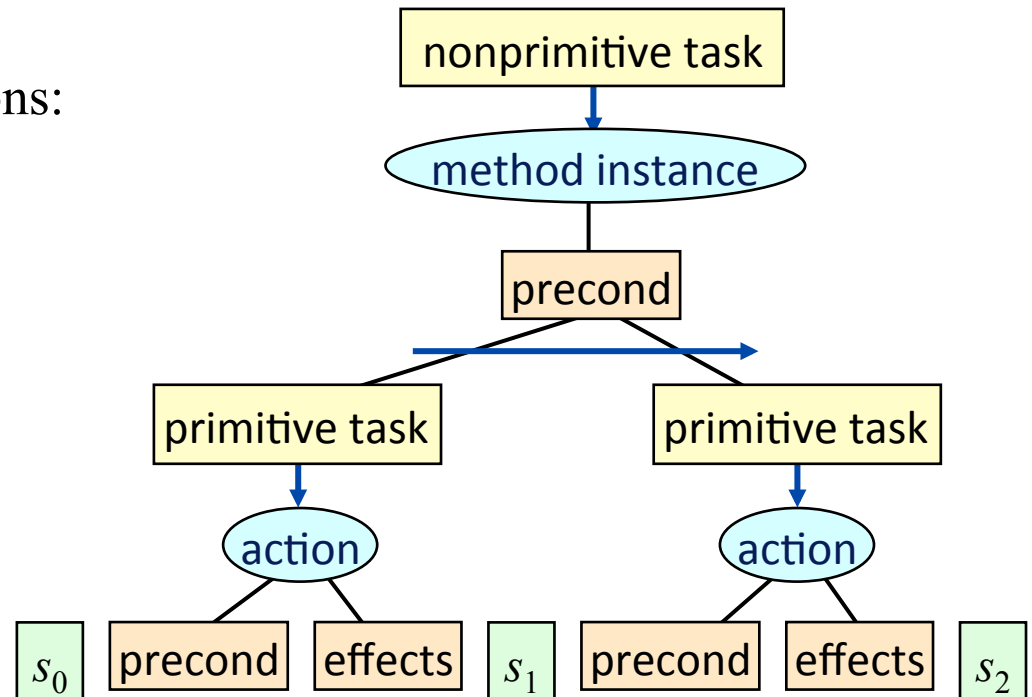 nonprimitive task
ns:
method instance
precond
primitive task primitive task
action action
s₀ precond effects s₁ precond effects s₂